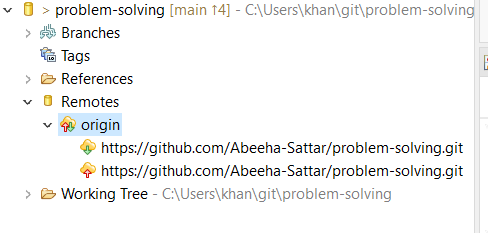 > problem-solving [main ↑4] - C:\Users\khan\git\problem-solving
Branches
Tags
References
Remotes
origin
https://github.com/Abeeha-Sattar/problem-solving.git
https://github.com/Abeeha-Sattar/problem-solving.git
Working Tree - C:\Users\khan\git\problem-solving